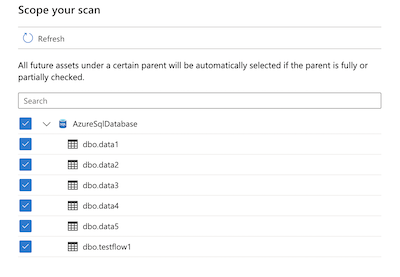 Scope your scan
Refresh
All future assets under a certain parent will be automatically selected if the parent is fully or
partially checked.
Search
AzureSqlDatabase
dbo.data1
dbo.data2
dbo.data3
dbo.data4
dbo.data5
dbo.testflow1